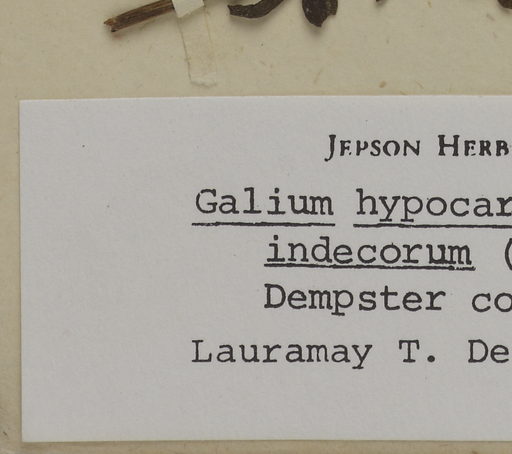 JEPSON HERB
Galium hypocar
indecorum (
Dempster co
Lauramay T. De